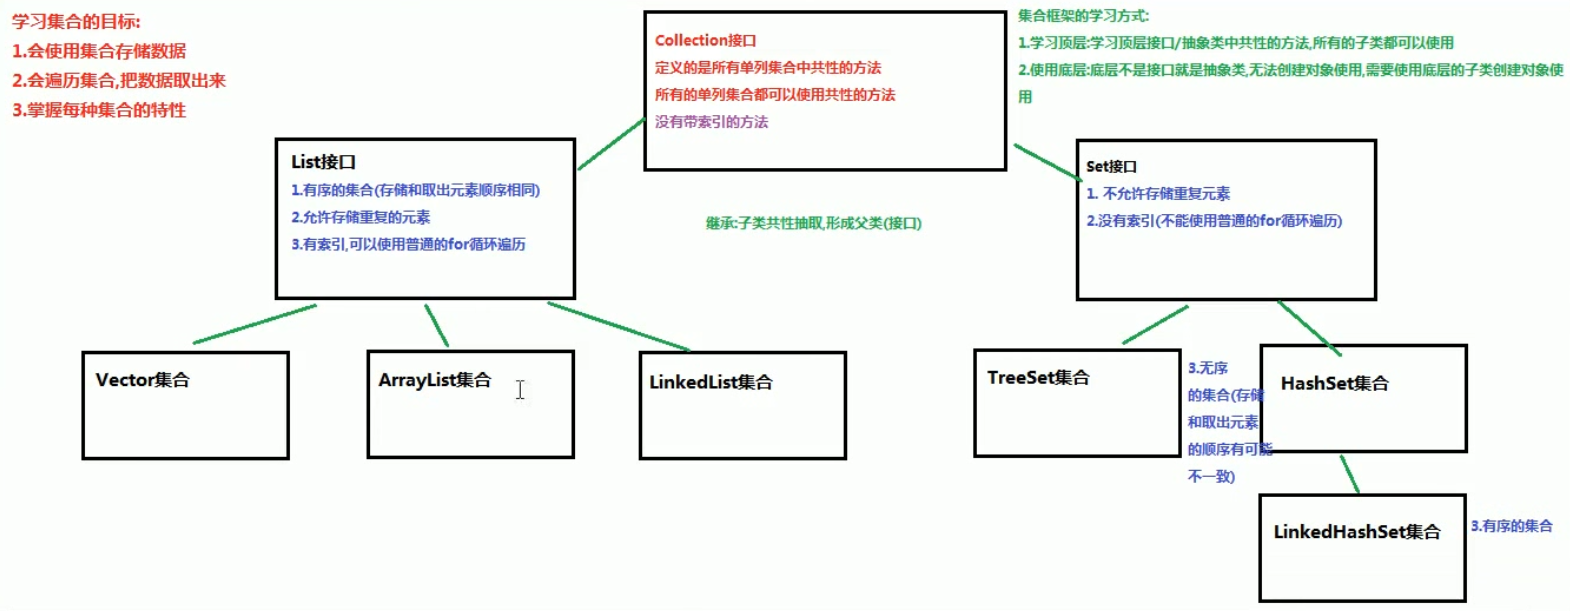 学习集合的目标:
1.会使用集合存储数据
2.会遍历集合,把数据取出来
3.掌握每种集合的特性
Collection接口
定义的是所有单列集合中共性的方法
所有的单列集合都可以使用共性的方法
没有带索引的方法
集合框架的学习方式:
1.学习顶层:学习顶层接口/抽象类中共性的方法,所有的子类都可以使用
2.使用底层:底层不是接口就是抽象类,无法创建对象使用,需要使用底层的子类创建对象使
用
List接口
1.有序的集合(存储和取出元素顺序相同)
2.允许存储重复的元素
3.有索引,可以使用普通的for循环遍历
继承:子类共性抽取,形成父类(接口)
Set接口
1. 不允许存储重复元素
2.没有索引(不能使用普通的for循环遍历)
Vector集合
ArrayList集合
LinkedList集合
TreeSet集合
3.无序
的集合(存储
和取出元素
的顺序有可能
不一致)
HashSet集合
LinkedHashSet集合
3.有序的集合